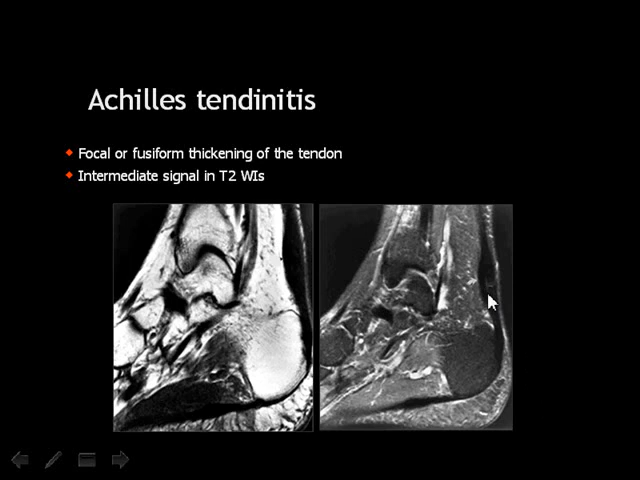 Achilles tendinitis
Focal or fusiform thickening of the tendon
Intermediate signal in T2 WIs